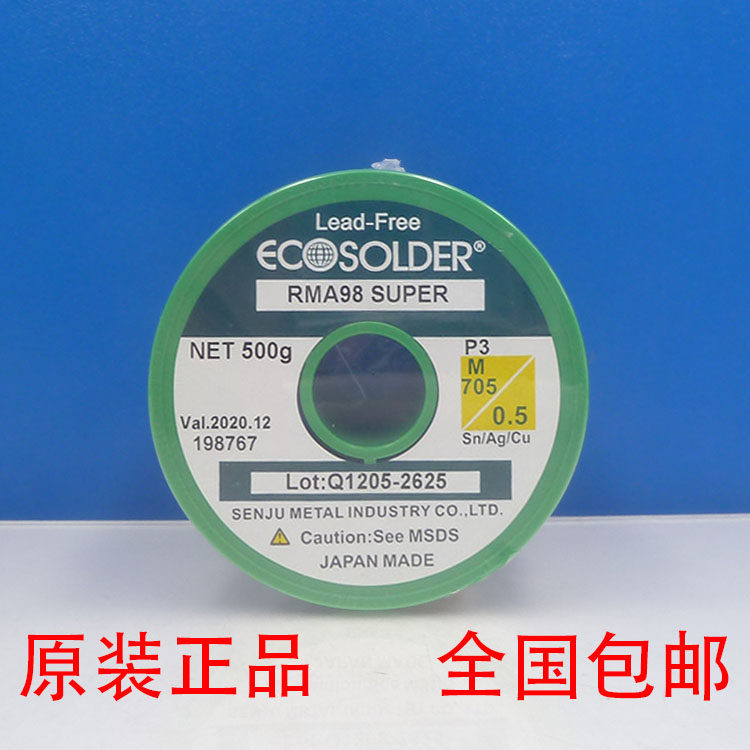 Lead-Free
ECOSOLDER®
RMA98 SUPER
NET 500g
P3
M
705
0.5
Sn/Ag/Cu
Val.2020.12
198767
Lot:Q1205-2625
SENJU METAL INDUSTRY CO.,LTD.
Caution:See MSDS
JAPAN MADE
原装正品 全国包邮